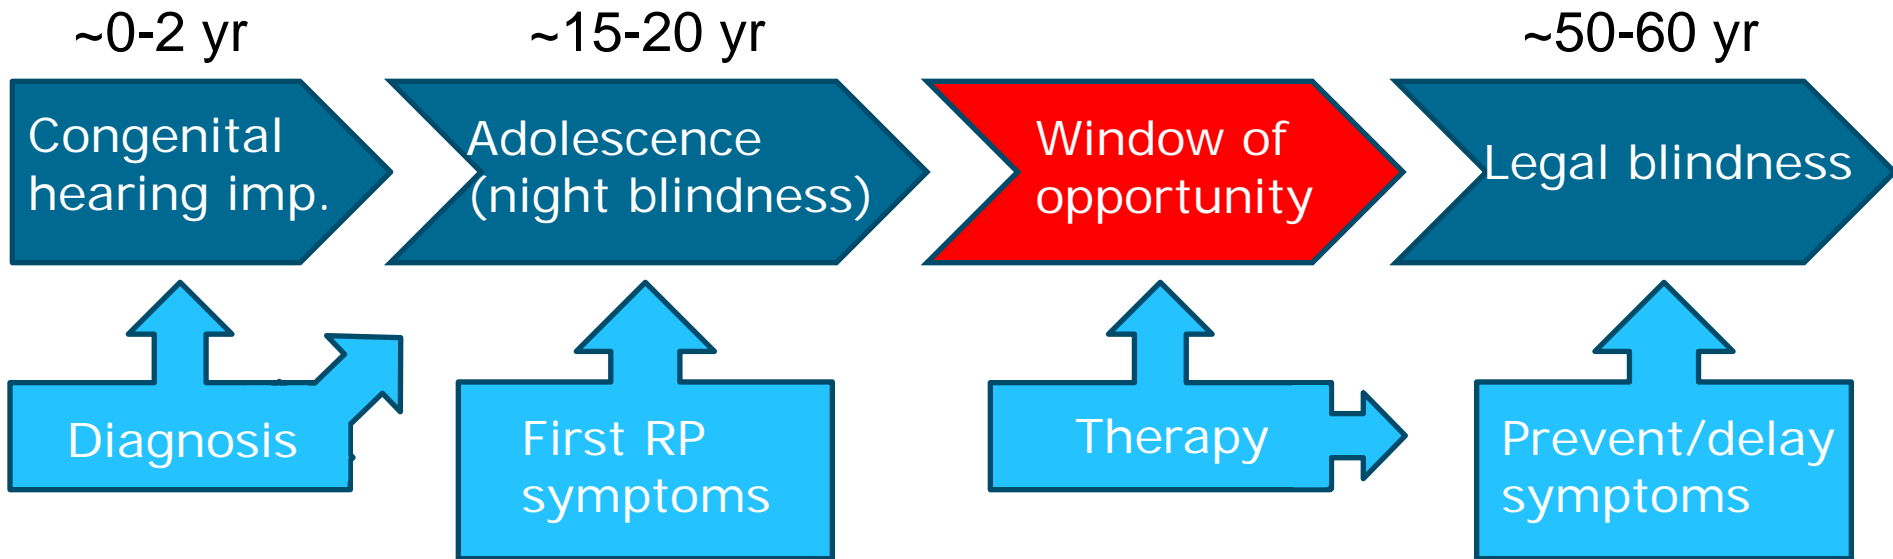 ~0-2 yr
~15-20 yr
~50-60 yr
Congenital
hearing imp.
Adolescence
(night blindness)
Window of
opportunity
Legal blindness
Diagnosis
First RP
symptoms
Therapy
Prevent/delay
symptoms